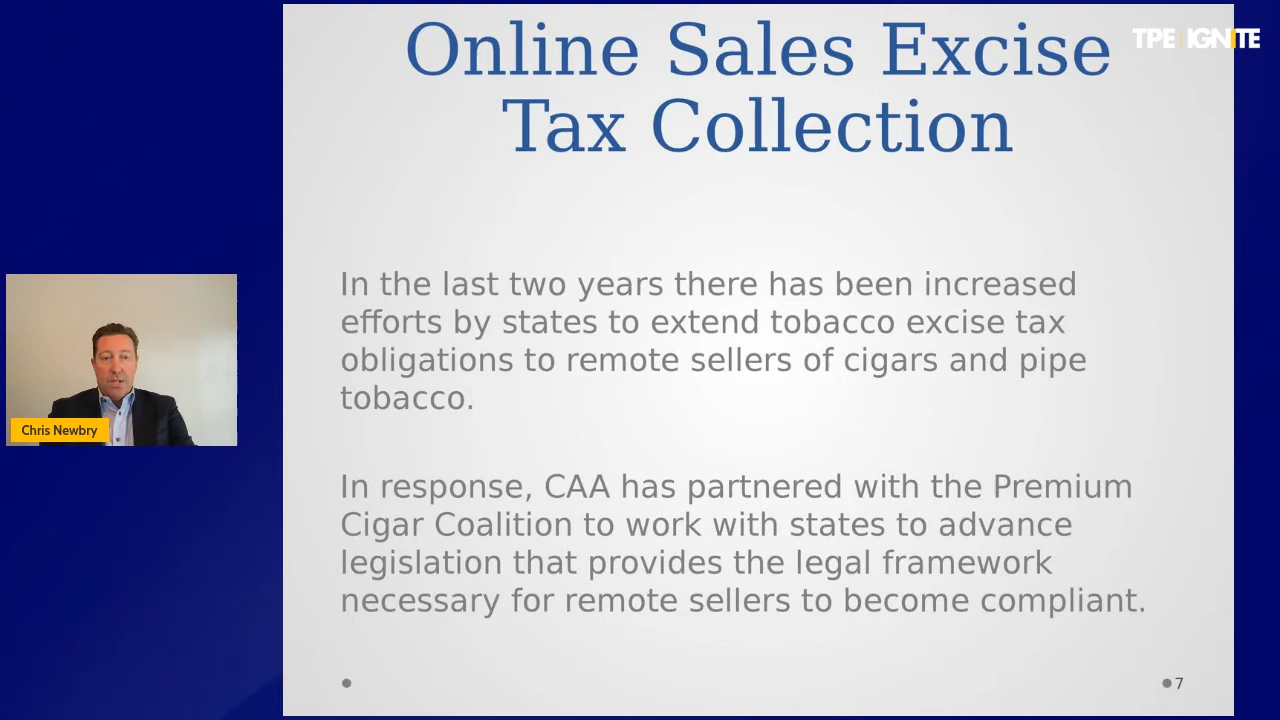 Online Sales Excise
Tax Collection
TPE IGNITE
In the last two years there has been increased
efforts by states to extend tobacco excise tax
obligations to remote sellers of cigars and pipe
tobacco.
In response, CAA has partnered with the Premium
Cigar Coalition to work with states to advance
legislation that provides the legal framework
necessary for remote sellers to become compliant.
Chris Newbry
7